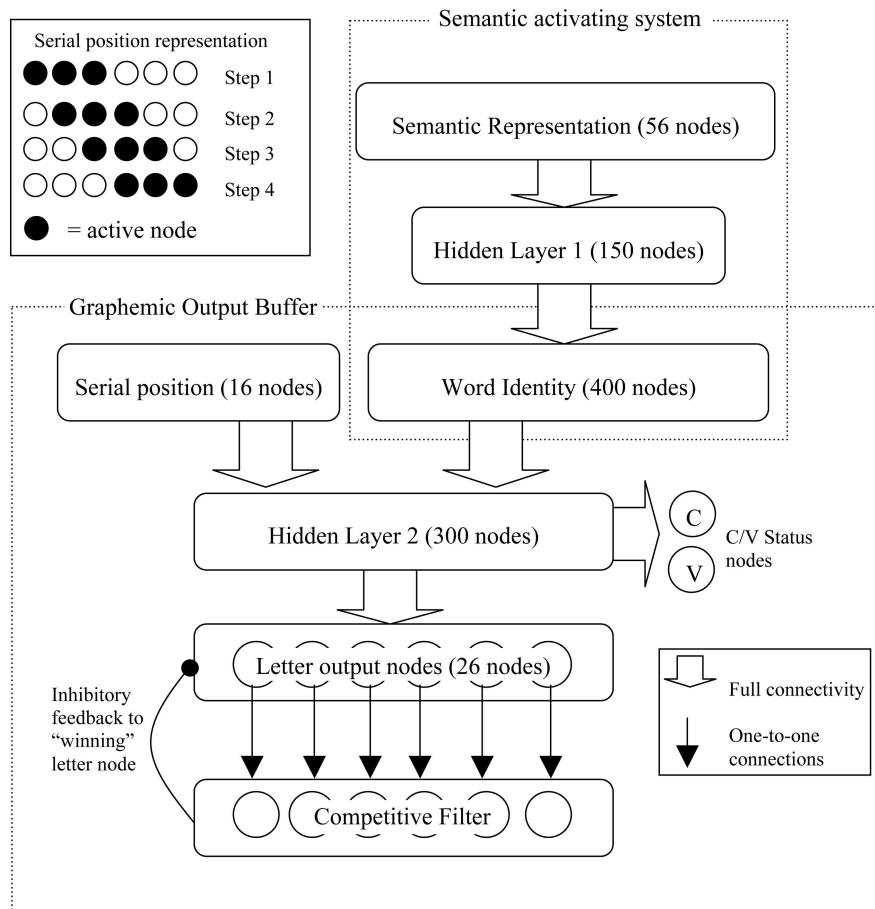 Semantic activating system
Serial position representation
Step 1
Step 2
Step 3
Step 4
= active node
Semantic Representation (56 nodes)
Hidden Layer 1 (150 nodes)
Graphemic Output Buffer
Serial position (16 nodes)
Word Identity (400 nodes)
Hidden Layer 2 (300 nodes)
C
V
C/V Status
nodes
Letter output nodes (26 nodes)
Inhibitory
feedback to
“winning”
letter node
Competitive Filter
Full connectivity
One-to-one
connections